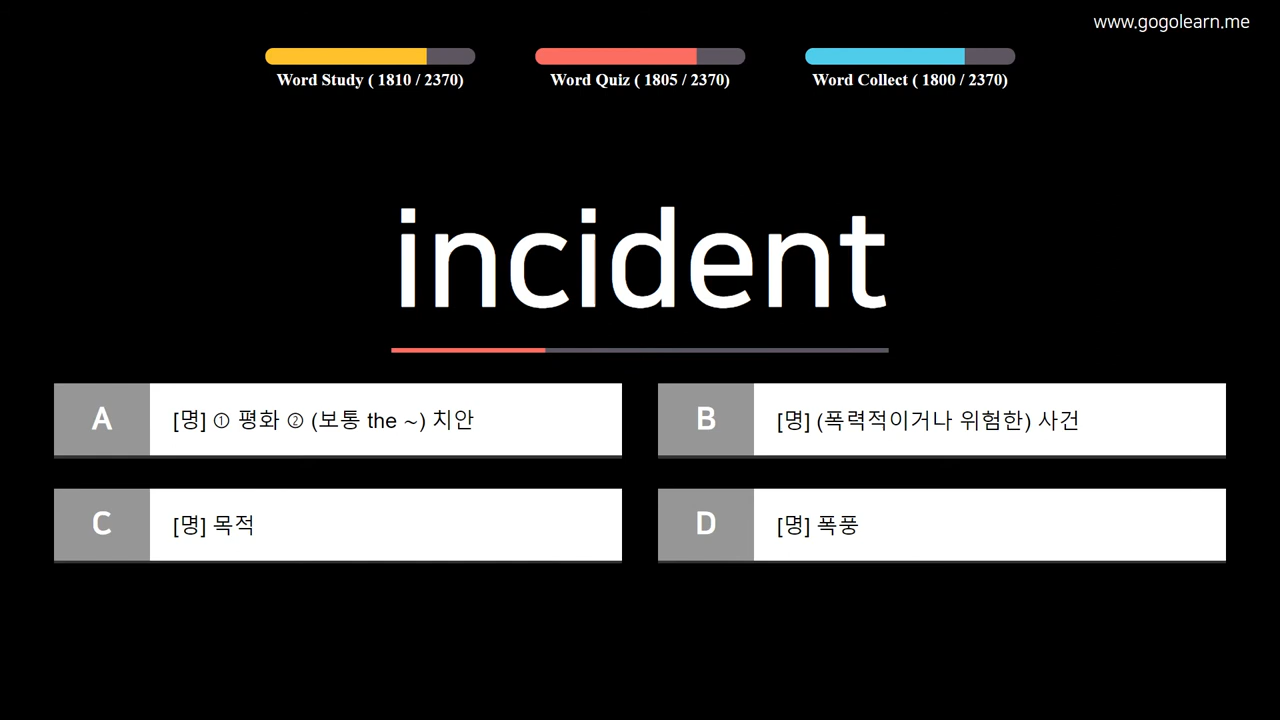 www.gogolearn.me
Word Study ( 1810 / 2370)
Word Quiz ( 1805 / 2370)
Word Collect ( 1800 / 2370)
incident
A [명] ① 평화 ② (보통 the ~) 치안
B [명] (폭력적이거나 위험한) 사건
C [명] 목적
D [명] 폭풍